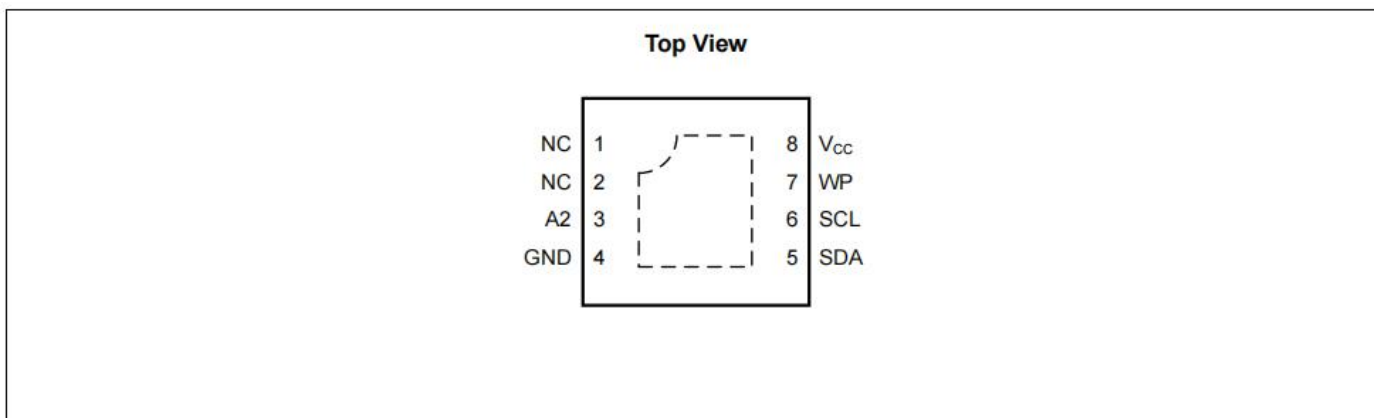 Top View
NC 1 8 VCC
NC 2 7 WP
A2 3 6 SCL
GND 4 5 SDA